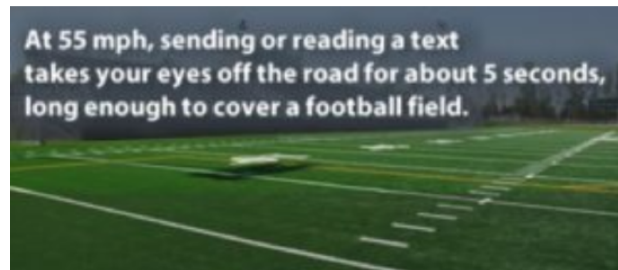 At 55 mph, sending or reading a text
takes your eyes off the road for about 5 seconds,
long enough to cover a football field.